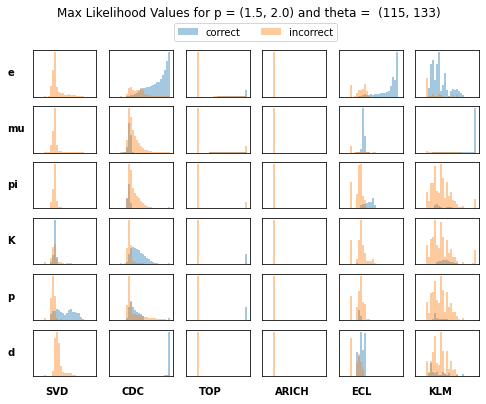 Max Likelihood Values for p = (1.5, 2.0) and theta =  (115, 133)
correct incorrect
e
mu
pi
K
p
d
SVD CDC TOP ARICH ECL KLM